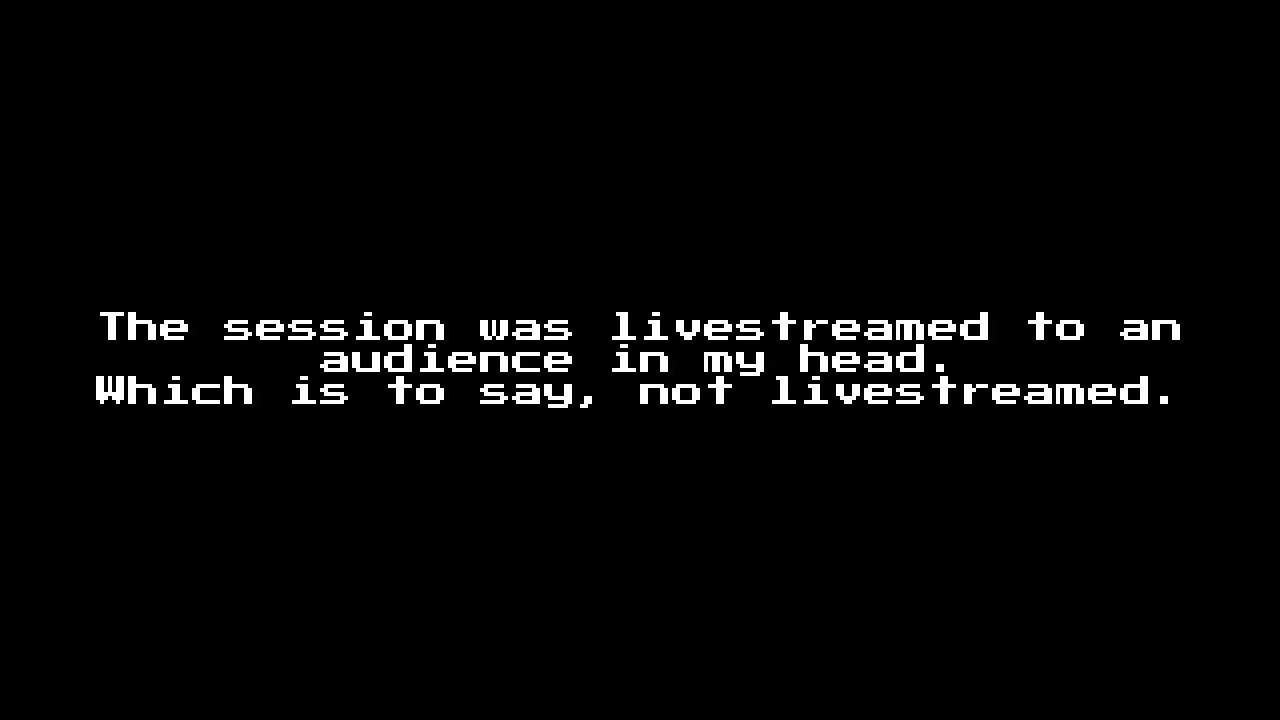 The session was livestreamed to an
audience in my head.
Which is to say, not livestreamed.